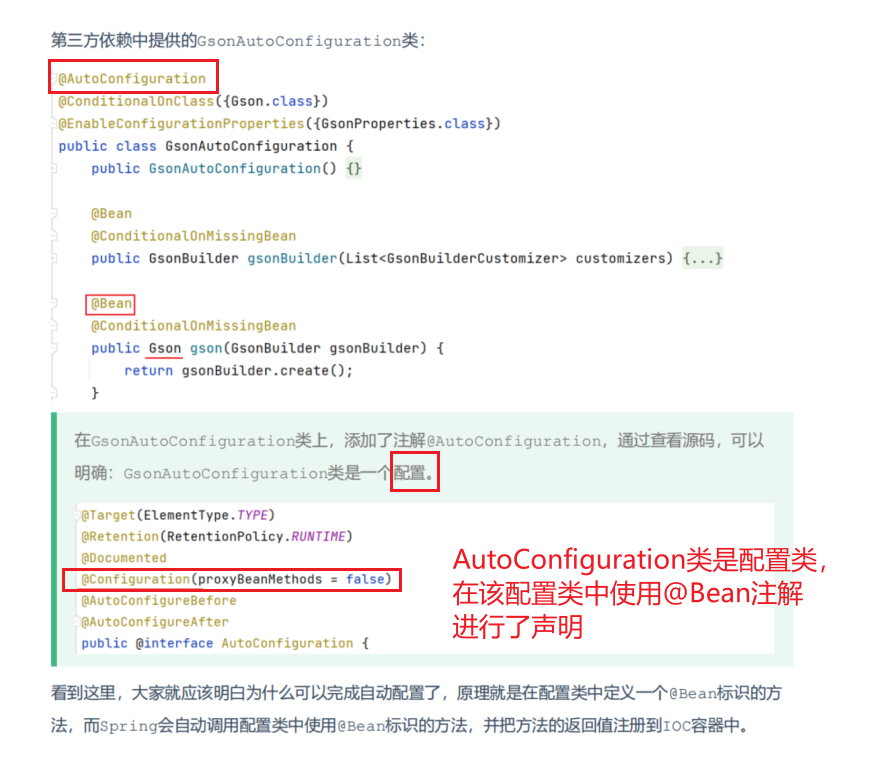 第三方依赖中提供的GsonAutoConfiguration类：
@AutoConfiguration
@ConditionalOnClass({Gson.class})
@EnableConfigurationProperties({GsonProperties.class})
public class GsonAutoConfiguration {
public GsonAutoConfiguration() {}
@Bean
@ConditionalOnMissingBean
public GsonBuilder gsonBuilder(List<GsonBuilderCustomizer> customizers) {...}
@Bean
@ConditionalOnMissingBean
public Gson gson(GsonBuilder gsonBuilder) {
return gsonBuilder.create();
}
在GsonAutoConfiguration类上，添加了注解@AutoConfiguration，通过查看源码，可以
明确：GsonAutoConfiguration类是一个配置。
@Target(ElementType.TYPE)
@Retention(RetentionPolicy.RUNTIME)
@Documented
@Configuration(proxyBeanMethods = false)
@AutoConfigureBefore
@AutoConfigureAfter
public @interface AutoConfiguration {
AutoConfiguration类是配置类，
在该配置类中使用@Bean注解
进行了声明
看到这里，大家就应该明白为什么可以完成自动配置了，原理就是在配置类中定义一个@Bean标识的方
法，而Spring会自动调用配置类中使用@Bean标识的方法，并把方法的返回值注册到IOC容器中。